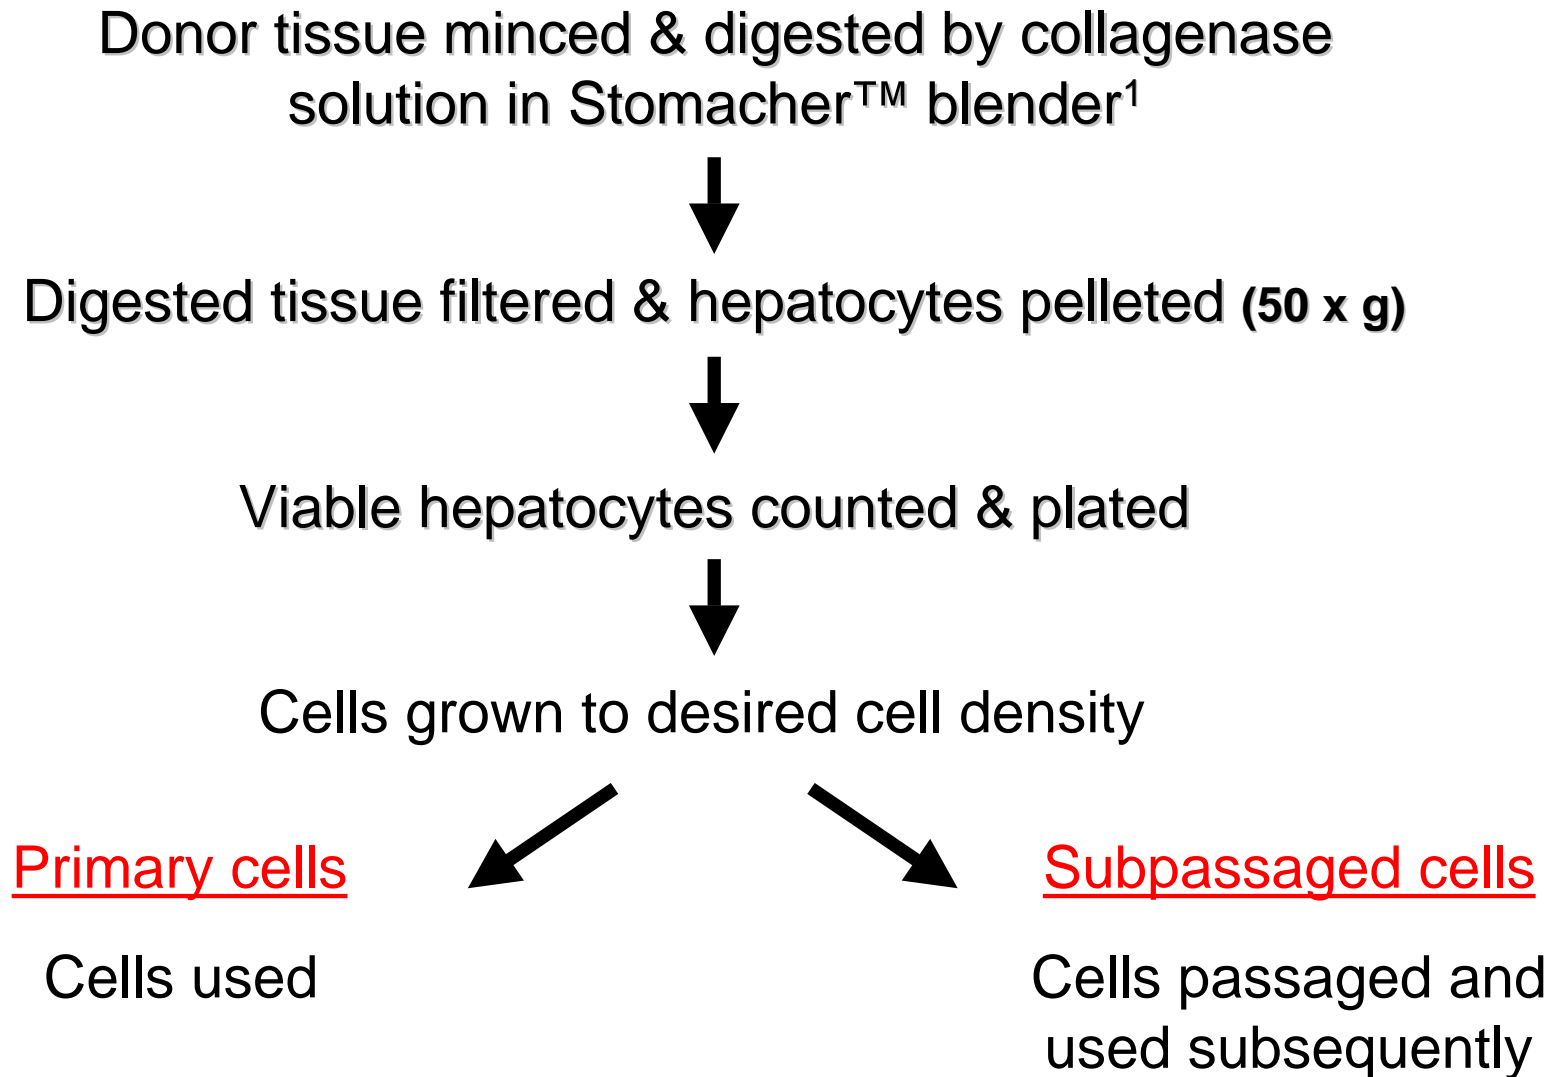 Donor tissue minced & digested by collagenase
solution in Stomacher™ blender¹
Digested tissue filtered & hepatocytes pelleted (50 x g)
Viable hepatocytes counted & plated
Cells grown to desired cell density
Primary cells
Cells used
Subpassaged cells
Cells passaged and
used subsequently